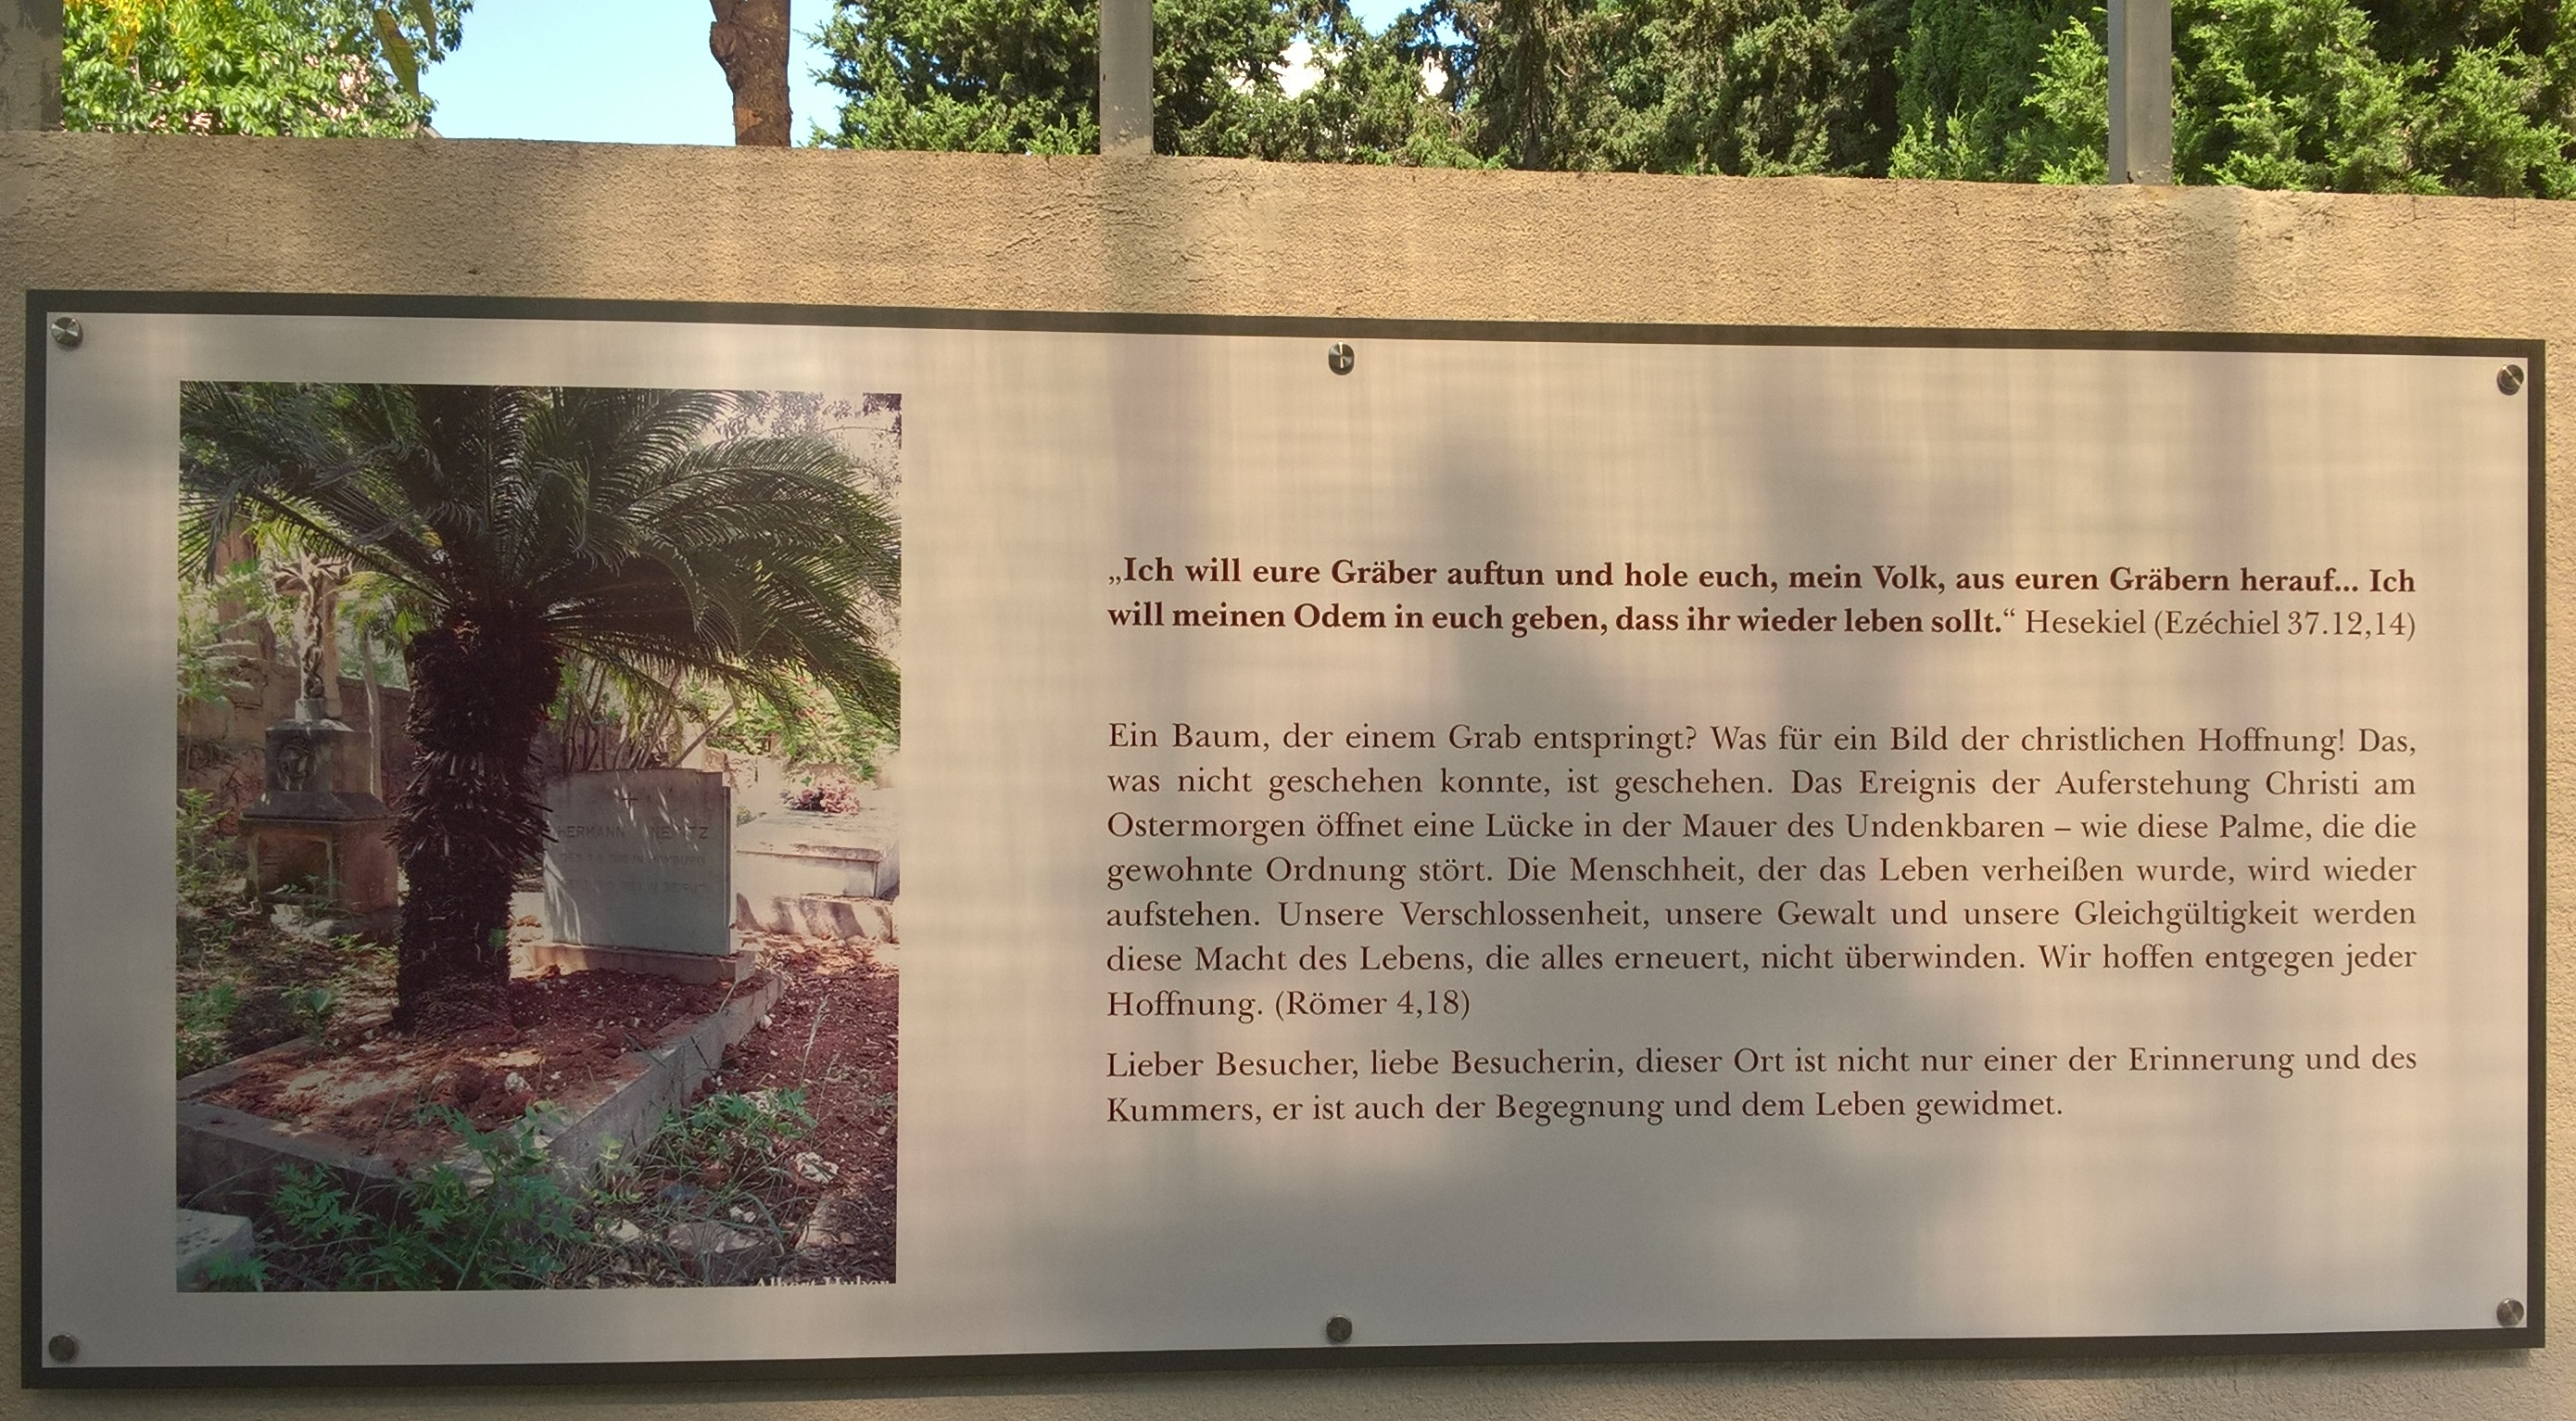 „Ich will eure Gräber auftun und hole euch, mein Volk, aus euren Gräbern herauf... Ich
will meinen Odem in euch geben, dass ihr wieder leben sollt.“ Hesekiel (Ezéchiel 37.12,14)
Ein Baum, der einem Grab entspringt? Was für ein Bild der christlichen Hoffnung! Das,
was nicht geschehen konnte, ist geschehen. Das Ereignis der Auferstehung Christi am
Ostermorgen öffnet eine Lücke in der Mauer des Undenkbaren – wie diese Palme, die die
gewohnte Ordnung stört. Die Menschheit, der das Leben verheißen wurde, wird wieder
aufstehen. Unsere Verschlossenheit, unsere Gewalt und unsere Gleichgültigkeit werden
diese Macht des Lebens, die alles erneuert, nicht überwinden. Wir hoffen entgegen jeder
Hoffnung. (Römer 4,18)
Lieber Besucher, liebe Besucherin, dieser Ort ist nicht nur einer der Erinnerung und des
Kummers, er ist auch der Begegnung und dem Leben gewidmet.
HERMANN
Albert Huber